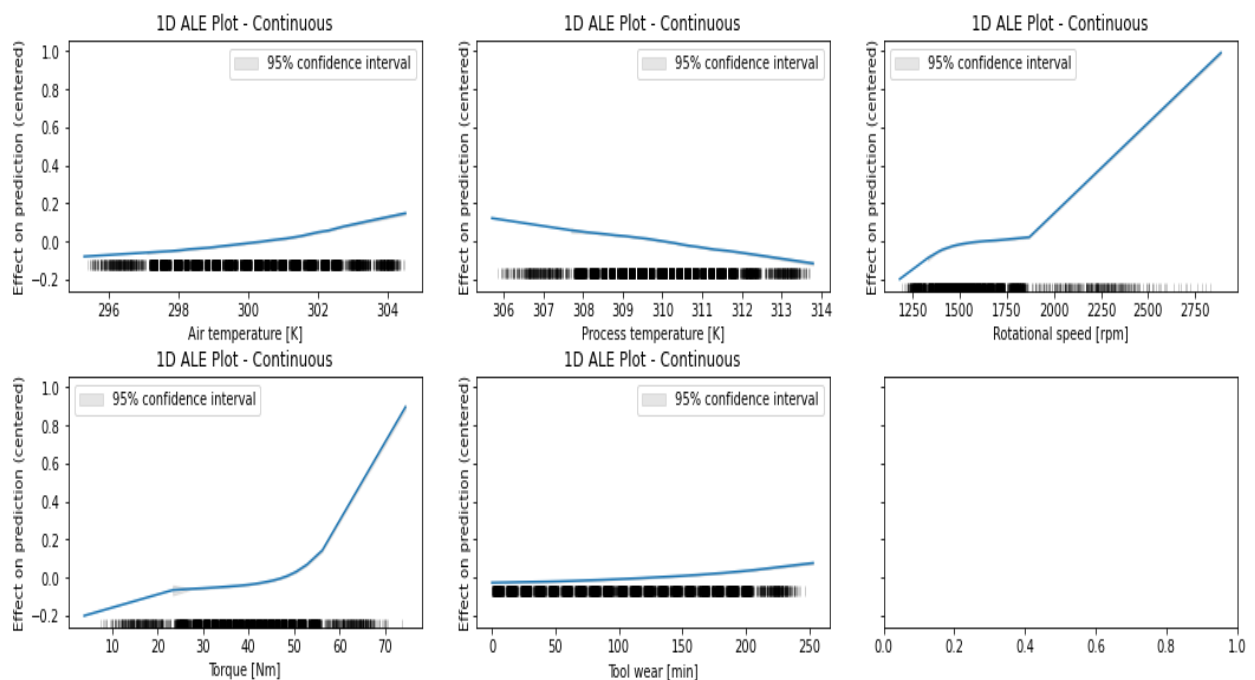 1D ALE Plot - Continuous
Effect on prediction (centered)
1.0
0.8
0.6
0.4
0.2
0.0
−0.2
95% confidence interval
296 298 300 302 304
Air temperature [K]
1D ALE Plot - Continuous
Effect on prediction (centered)
95% confidence interval
306 307 308 309 310 311 312 313 314
Process temperature [K]
1D ALE Plot - Continuous
Effect on prediction (centered)
95% confidence interval
1250 1500 1750 2000 2250 2500 2750
Rotational speed [rpm]
1D ALE Plot - Continuous
Effect on prediction (centered)
1.0
0.8
0.6
0.4
0.2
0.0
−0.2
95% confidence interval
10 20 30 40 50 60 70
Torque [Nm]
1D ALE Plot - Continuous
Effect on prediction (centered)
95% confidence interval
0 50 100 150 200 250
Tool wear [min]
0.0 0.2 0.4 0.6 0.8 1.0